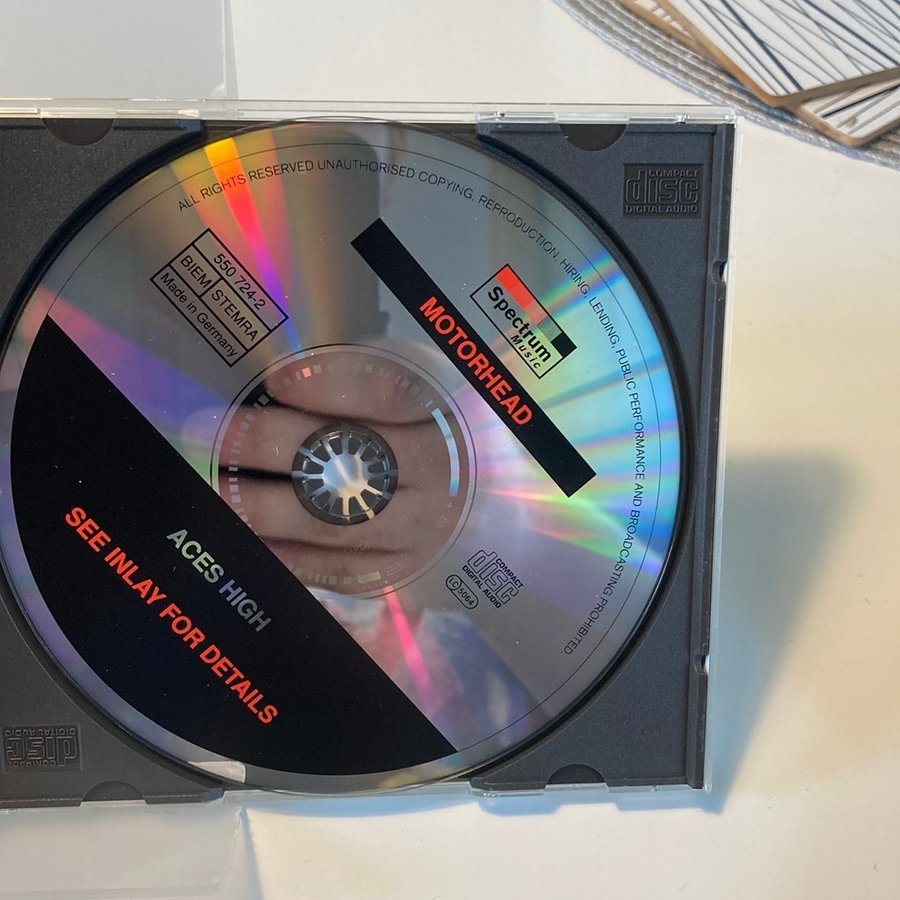 ALL RIGHTS RESERVED UNAUTHORISED COPYING, REPRODUCTION, HIRING, LENDING, PUBLIC PERFORMANCE AND BROADCASTING PROHIBITED
COMPACT
disc
DIGITAL AUDIO
550 724-2
BIEM STEMRA
Made in Germany
Spectrum
Music
MOTORHEAD
ACES HIGH
SEE INLAY FOR DETAILS
COMPACT
disc
DIGITAL AUDIO
LC 5064
COMPACT
disc
DIGITAL AUDIO